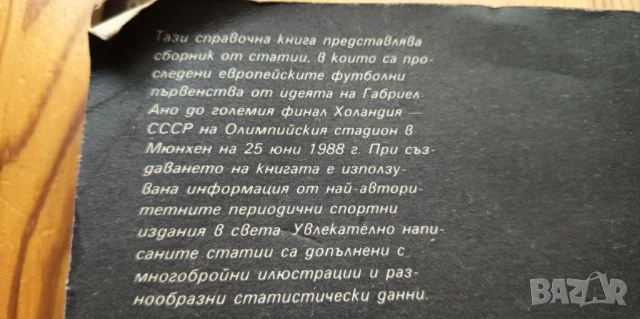 Тази справочна книга представлява
сборник от статии, в които са про-
следени европейските футболни
първенства от идеята на Габриел
Ано до големия финал Холандия —
СССР на Олимпийския стадион в
Мюнхен на 25 юни 1988 г. При съз-
даването на книгата е използу-
вана информация от най-автори-
тетните периодични спортни
издания в света. Увлекателно напи-
саните статии са допълнени с
многобройни илюстрации и раз-
нообразни статистически данни.
BAZAR.bg